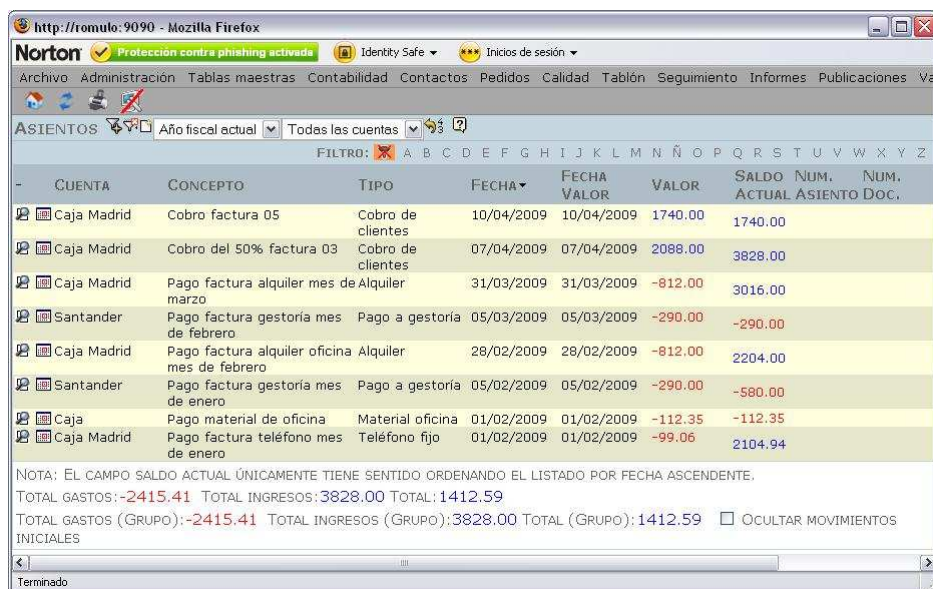 http://romulo:9090 - Mozilla Firefox
Norton Protección contra phishing activada Identity Safe Inicios de sesión
Archivo Administración Tablas maestras Contabilidad Contactos Pedidos Calidad Tablón Seguimiento Informes Publicaciones Va
ASIENTOS Año fiscal actual Todas las cuentas
FILTRO: A B C D E F G H I J K L M N Ñ O P Q R S T U V W X Y Z
- CUENTA CONCEPTO TIPO FECHA FECHA VALOR VALOR SALDO ACTUAL NUM. ASIENTO NUM. DOC.
Caja Madrid Cobro factura 05 Cobro de clientes 10/04/2009 10/04/2009 1740.00 1740.00
Caja Madrid Cobro del 50% factura 03 Cobro de clientes 07/04/2009 07/04/2009 2088.00 3828.00
Caja Madrid Pago factura alquiler mes de marzo Alquiler 31/03/2009 31/03/2009 -812.00 3016.00
Santander Pago factura gestoría mes de febrero Pago a gestoría 05/03/2009 05/03/2009 -290.00 -290.00
Caja Madrid Pago factura alquiler oficina mes de febrero Alquiler 28/02/2009 28/02/2009 -812.00 2204.00
Santander Pago factura gestoría mes de enero Pago a gestoría 05/02/2009 05/02/2009 -290.00 -580.00
Caja Pago material de oficina Material oficina 01/02/2009 01/02/2009 -112.35 -112.35
Caja Madrid Pago factura teléfono mes de enero Teléfono fijo 01/02/2009 01/02/2009 -99.06 2104.94
NOTA: EL CAMPO SALDO ACTUAL ÚNICAMENTE TIENE SENTIDO ORDENANDO EL LISTADO POR FECHA ASCENDENTE.
TOTAL GASTOS:-2415.41 TOTAL INGRESOS:3828.00 TOTAL:1412.59
TOTAL GASTOS (GRUPO):-2415.41 TOTAL INGRESOS (GRUPO):3828.00 TOTAL (GRUPO):1412.59 OCULTAR MOVIMIENTOS
INICIALES
Terminado